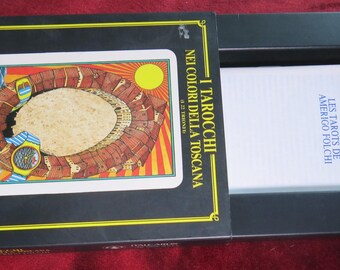 I TAROCCHI
NEI COLORI DELLA TOSCANA
LES TAROTS DE
AMERIGO FOLCHI